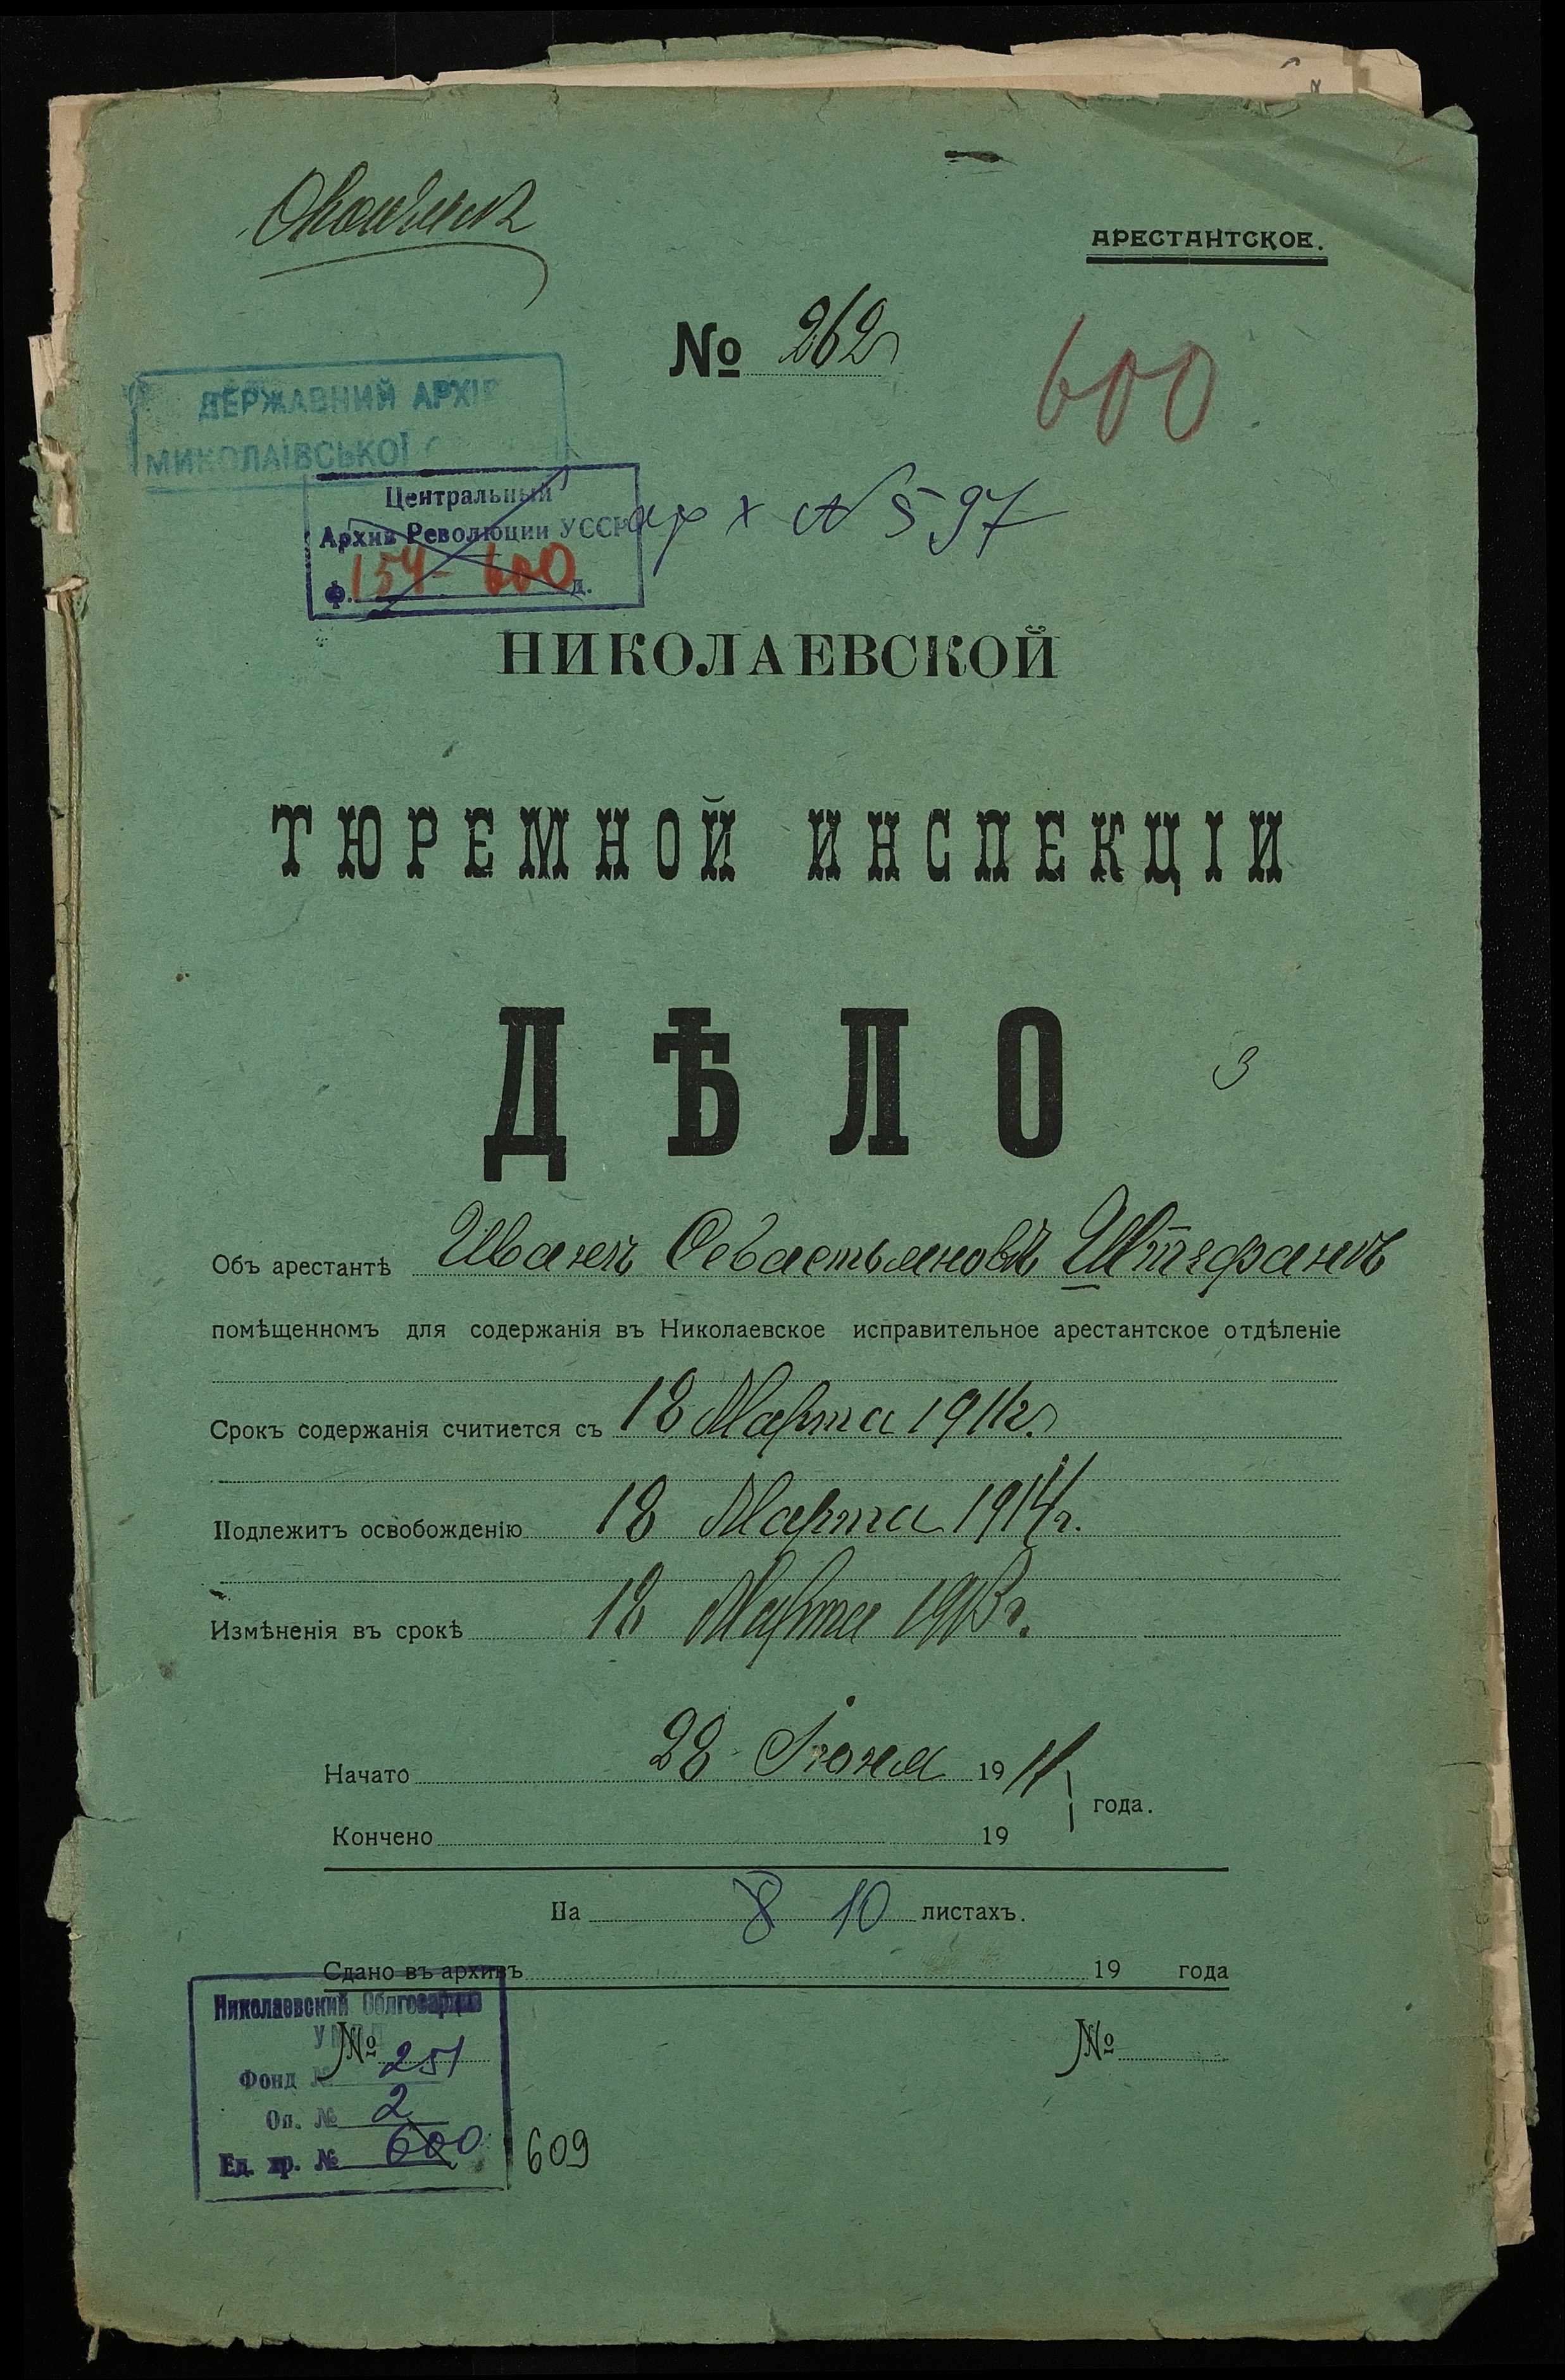 АРЕСТАНТСКОЕ.
№ 262
600
ДЕРЖАВНИЙ АРХІВ
МИКОЛАЇВСЬКОЇ
Центральный
Архив Революции УССР
Ф. 154 - 600 д.
арх № 597
НИКОЛАЕВСКОЙ
ТЮРЕМНОЙ ИНСПЕКЦІИ
ДѢЛО
3
Объ арестантѣ Иванѣ Севастьяновѣ Штефанѣ
помѣщенномъ для содержанія въ Николаевское исправительное арестантское отдѣленіе
Срокъ содержанія считиется съ 18 Марта 1911г.
Подлежитъ освобожденію 18 Марта 1914г.
Измѣненія въ срокѣ 18 Марта 1913г.
Начато 28 Іюня 1911
года.
Кончено 19
На 8 10 листахъ.
Сдано въ архивъ 19 года
Николаевский Облгосархив
№ №
Фонд № 251
Оп. № 2
Ед. хр. № 600 609